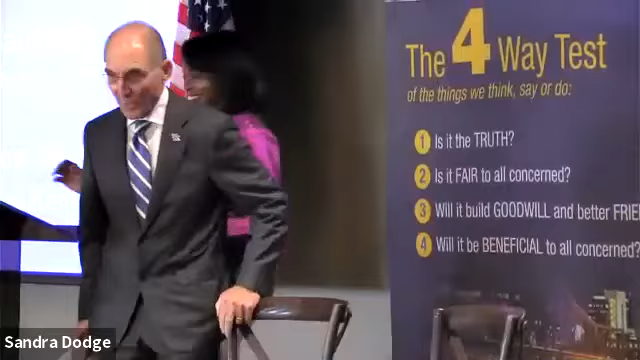 The 4 Way Test
of the things we think, say or do:
1 Is it the TRUTH?
2 Is it FAIR to all concerned?
3 Will it build GOODWILL and better FRIE
4 Will it be BENEFICIAL to all concerned?
Sandra Dodge